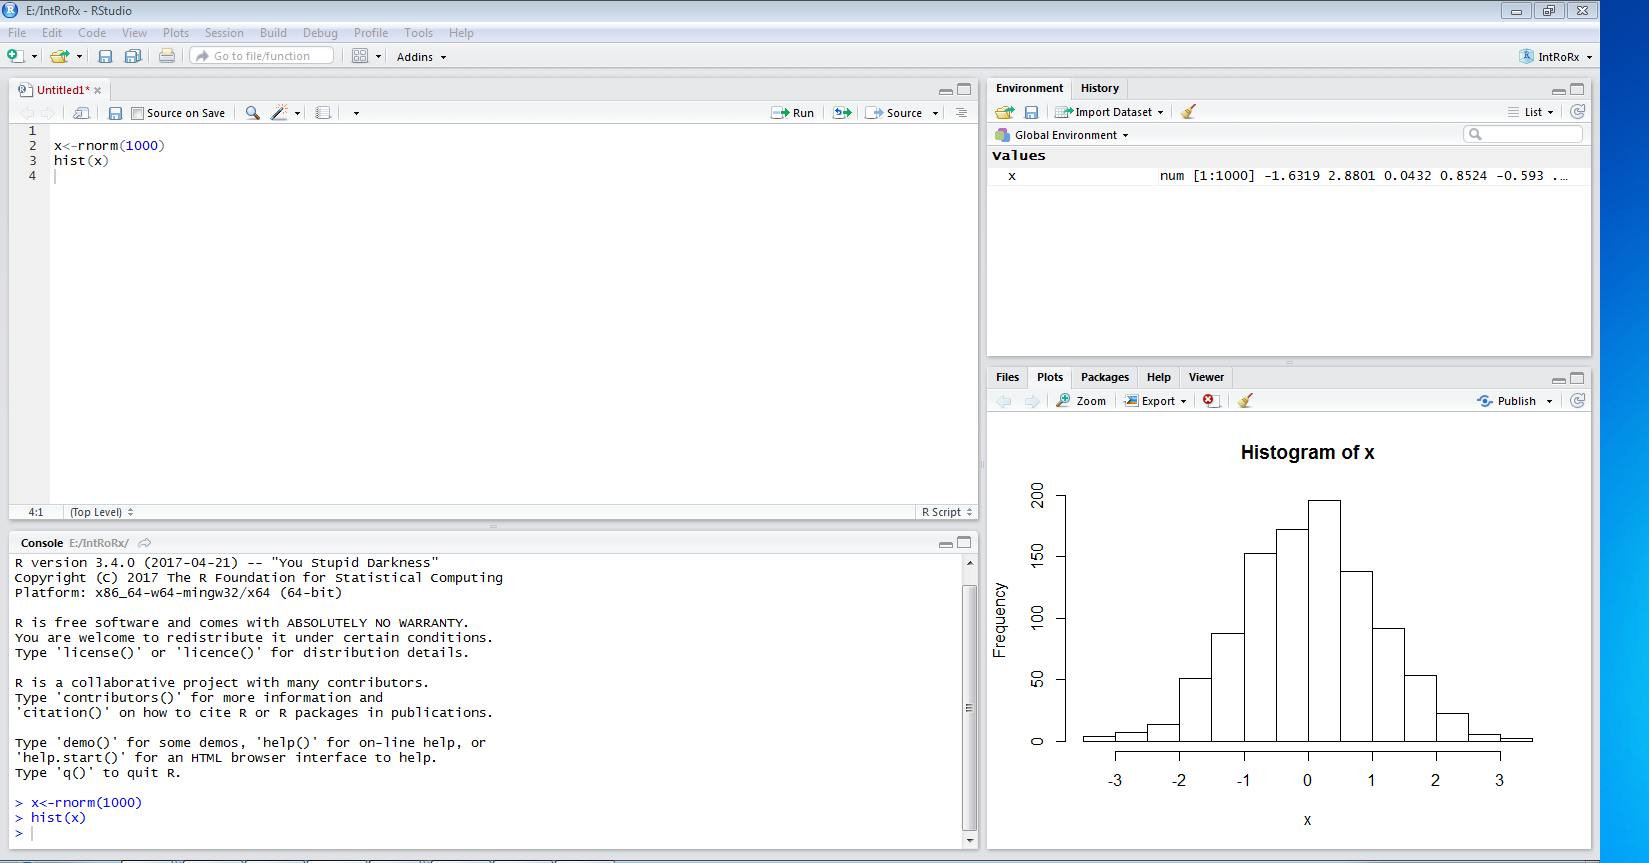 E:/IntRoRx - RStudio
File Edit Code View Plots Session Build Debug Profile Tools Help
Go to file/function Addins IntRoRx
Untitled1*
Source on Save Run Source
1
2 x<-rnorm(1000)
3 hist(x)
4
4:1 (Top Level) R Script
Console E:/IntRoRx/
R version 3.4.0 (2017-04-21) -- "You Stupid Darkness"
Copyright (C) 2017 The R Foundation for Statistical Computing
Platform: x86_64-w64-mingw32/x64 (64-bit)
R is free software and comes with ABSOLUTELY NO WARRANTY.
You are welcome to redistribute it under certain conditions.
Type 'license()' or 'licence()' for distribution details.
R is a collaborative project with many contributors.
Type 'contributors()' for more information and
'citation()' on how to cite R or R packages in publications.
Type 'demo()' for some demos, 'help()' for on-line help, or
'help.start()' for an HTML browser interface to help.
Type 'q()' to quit R.
> x<-rnorm(1000)
> hist(x)
>
Environment History
Import Dataset List
Global Environment
Values
x num [1:1000] -1.6319 2.8801 0.0432 0.8524 -0.593 ...
Files Plots Packages Help Viewer
Zoom Export Publish
Histogram of x
Frequency
200
150
100
50
0
-3 -2 -1 0 1 2 3
x